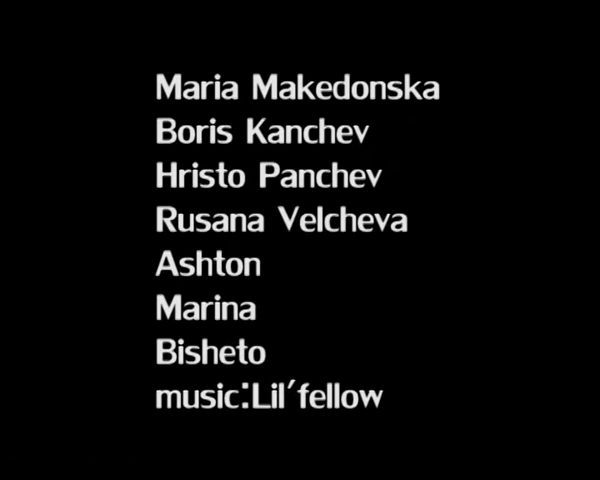 Maria Makedonska
Boris Kanchev
Hristo Panchev
Rusana Velcheva
Ashton
Marina
Bisheto
music:Lil'fellow